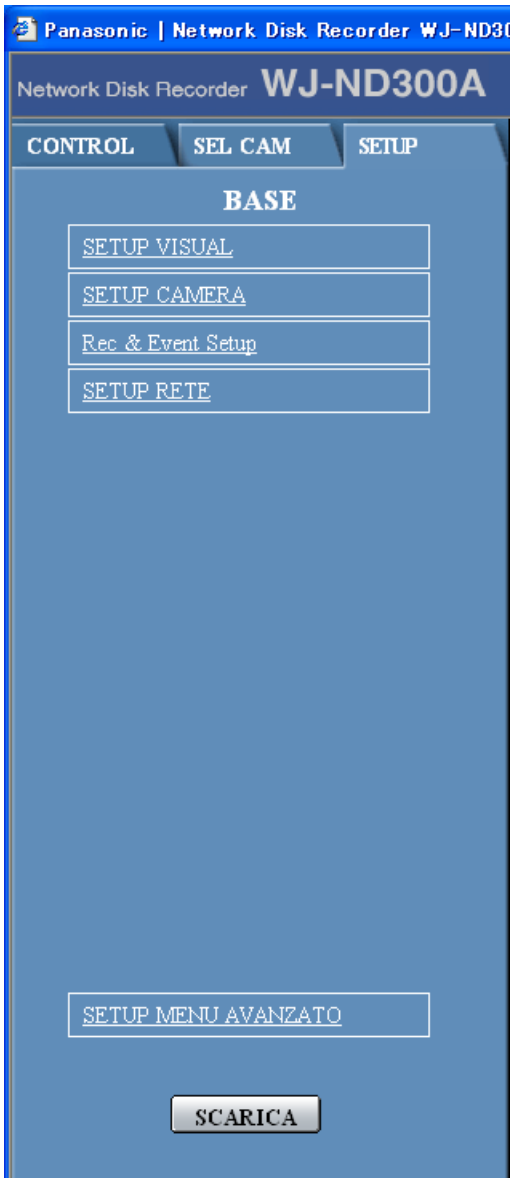 Panasonic | Network Disk Recorder WJ-ND30
Network Disk Recorder WJ-ND300A
CONTROL SEL CAM SETUP
BASE
SETUP VISUAL
SETUP CAMERA
Rec & Event Setup
SETUP RETE
SETUP MENU AVANZATO
SCARICA